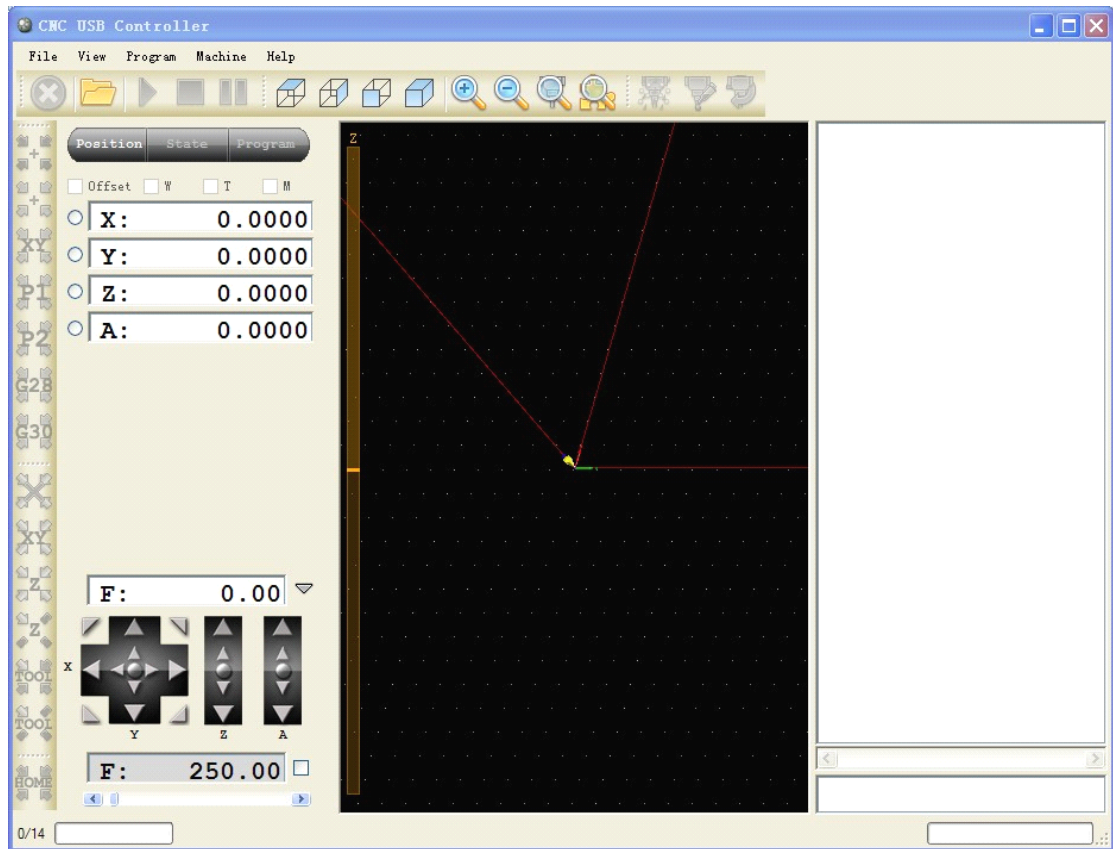 CNC USB Controller
File View Program Machine Help
Position State Program
Z
Offset W T M
X: 0.0000
Y: 0.0000
Z: 0.0000
A: 0.0000
XY
P1
P2
G28
G30
XY
Z
Z
TOOL
TOOL
HOME
F: 0.00
X
Y Z A
F: 250.00
0/14